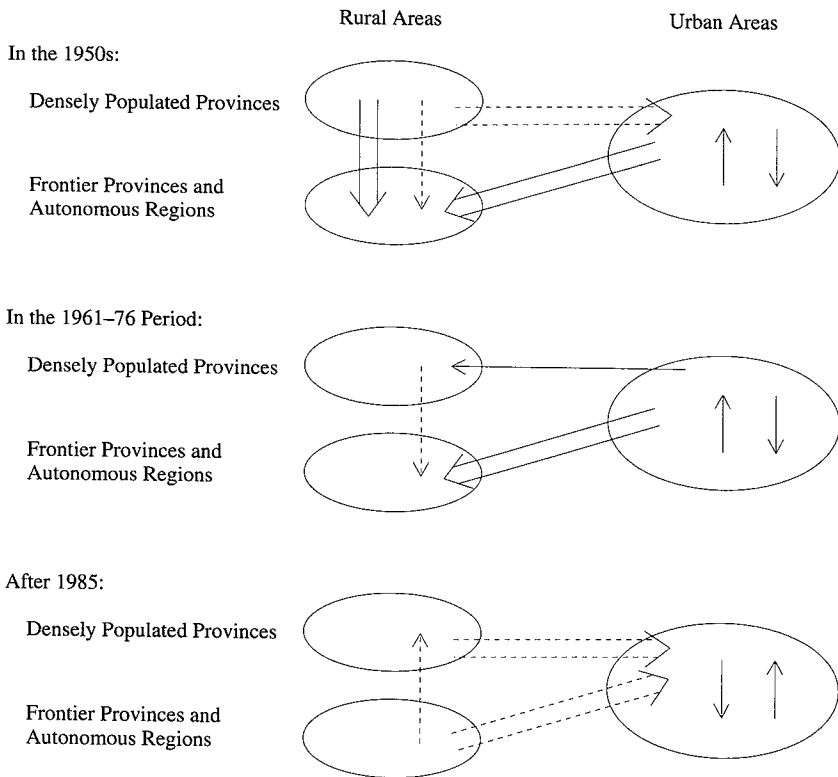 Rural Areas
Urban Areas
In the 1950s:
Densely Populated Provinces
Frontier Provinces and
Autonomous Regions
In the 1961–76 Period:
Densely Populated Provinces
Frontier Provinces and
Autonomous Regions
After 1985:
Densely Populated Provinces
Frontier Provinces and
Autonomous Regions